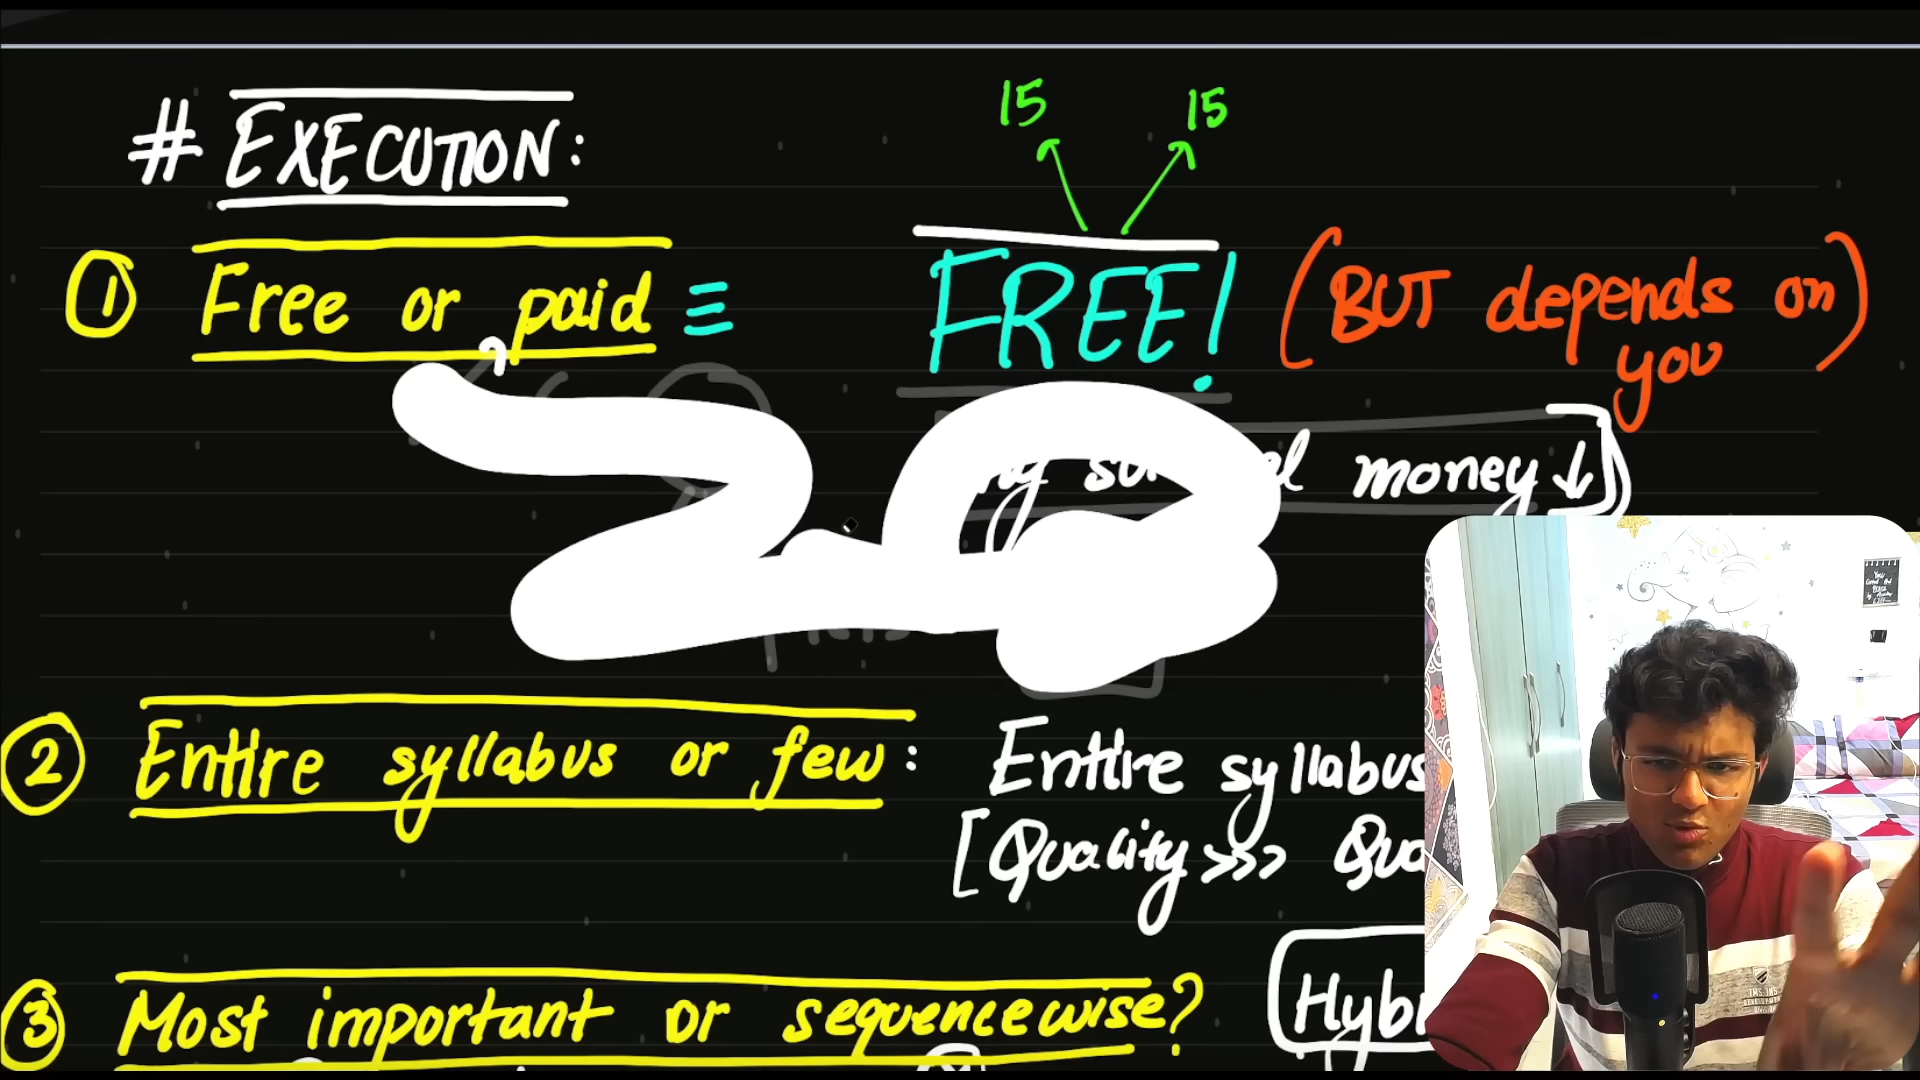 15 15
# EXECUTION:
① Free or paid ≡ FREE! (BUT depends on you)
money ↓]
② Entire syllabus or few: Entire syllabus
[Quality >>>
③ Most important or sequencewise?